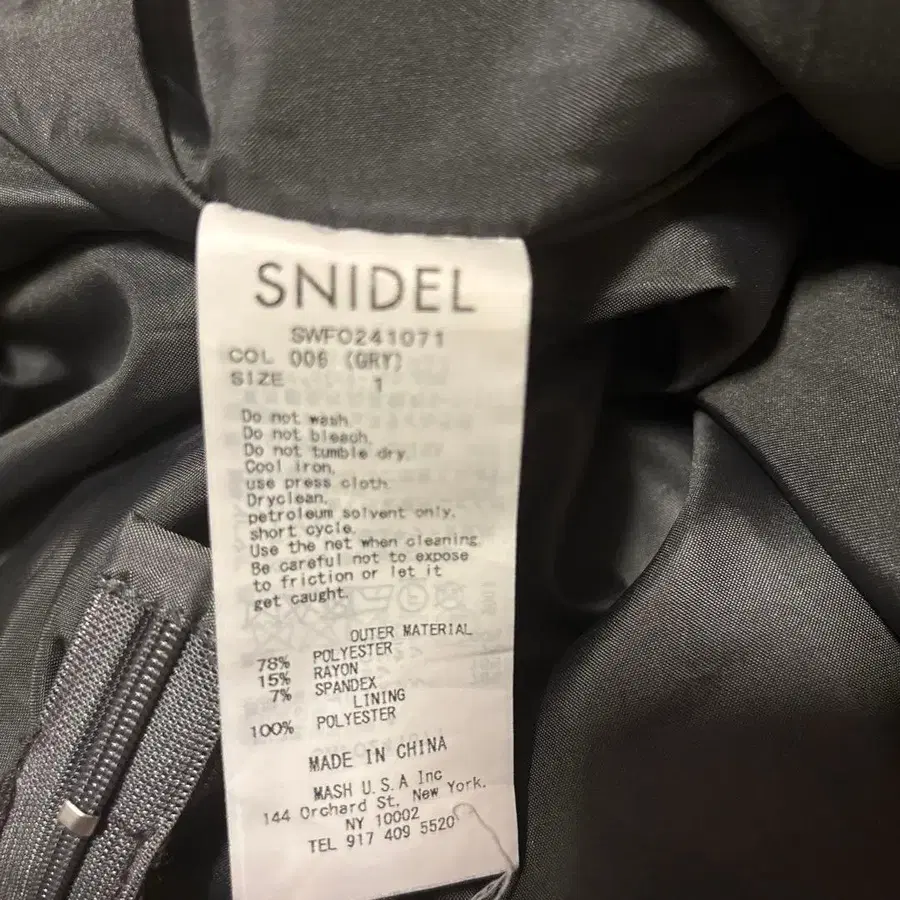 SNIDEL
SWFO241071
COL 006 (GRY)
SIZE 1
Do not wash.
Do not bleach.
Do not tumble dry.
Cool iron,
use press cloth.
Dryclean,
petroleum solvent only,
short cycle.
Use the net when cleaning.
Be careful not to expose
to friction or let it
get caught.
OUTER MATERIAL
78% POLYESTER
15% RAYON
7% SPANDEX
LINING
100% POLYESTER
MADE IN CHINA
MASH U.S.A Inc
144 Orchard St. New York.
NY 10002
TEL 917 409 5520